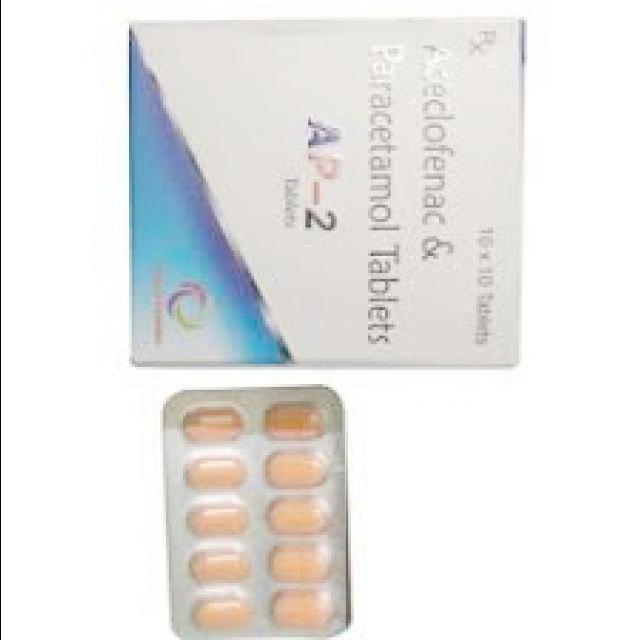 Rx
10 x 10 Tablets
Aceclofenac &
Paracetamol Tablets
AP-2
Tablets